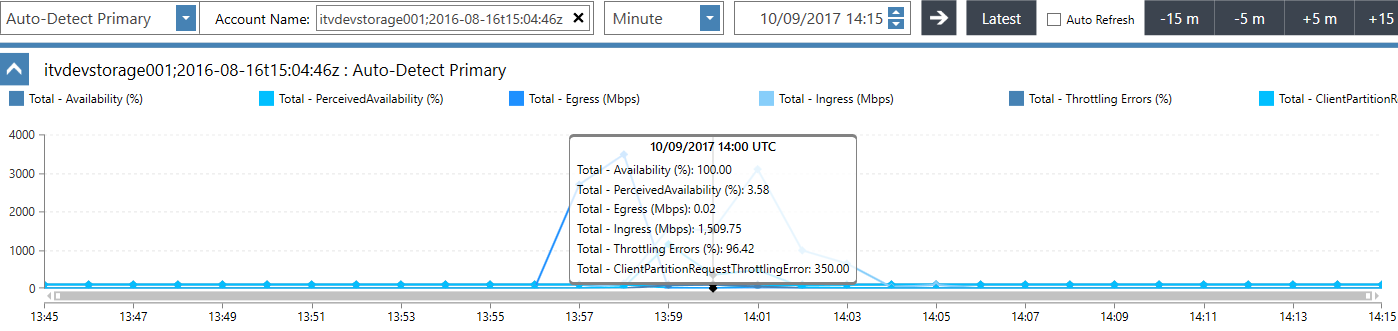 Auto-Detect Primary Account Name: itvdevstorage001;2016-08-16t15:04:46z Minute 10/09/2017 14:15 Latest Auto Refresh -15 m -5 m +5 m +15
itvdevstorage001;2016-08-16t15:04:46z : Auto-Detect Primary
Total - Availability (%) Total - PerceivedAvailability (%) Total - Egress (Mbps) Total - Ingress (Mbps) Total - Throttling Errors (%) Total - ClientPartitionR
4000
3000
2000
1000
0
10/09/2017 14:00 UTC
Total - Availability (%): 100.00
Total - PerceivedAvailability (%): 3.58
Total - Egress (Mbps): 0.02
Total - Ingress (Mbps): 1,509.75
Total - Throttling Errors (%): 96.42
Total - ClientPartitionRequestThrottlingError: 350.00
13:45 13:47 13:49 13:51 13:53 13:55 13:57 13:59 14:01 14:03 14:05 14:07 14:09 14:11 14:13 14:15